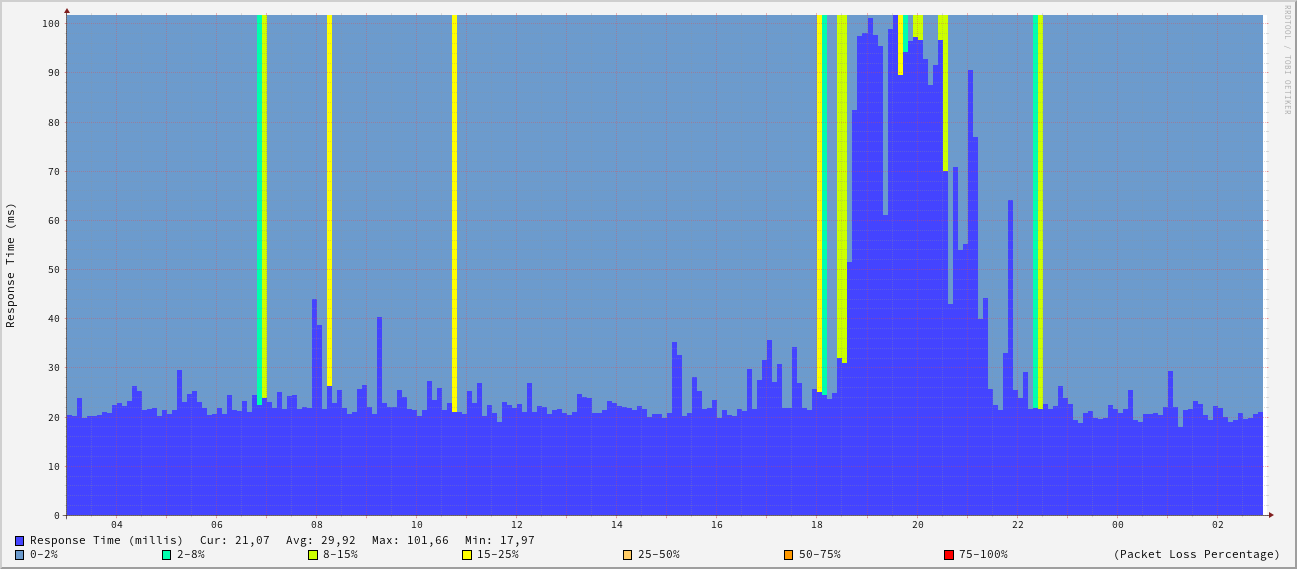 RRDTOOL / TOBI OETIKER
Response Time (ms)
100
90
80
70
60
50
40
30
20
10
0
04 06 08 10 12 14 16 18 20 22 00 02
Response Time (millis) Cur: 21,07 Avg: 29,92 Max: 101,66 Min: 17,97
0-2% 2-8% 8-15% 15-25% 25-50% 50-75% 75-100% (Packet Loss Percentage)